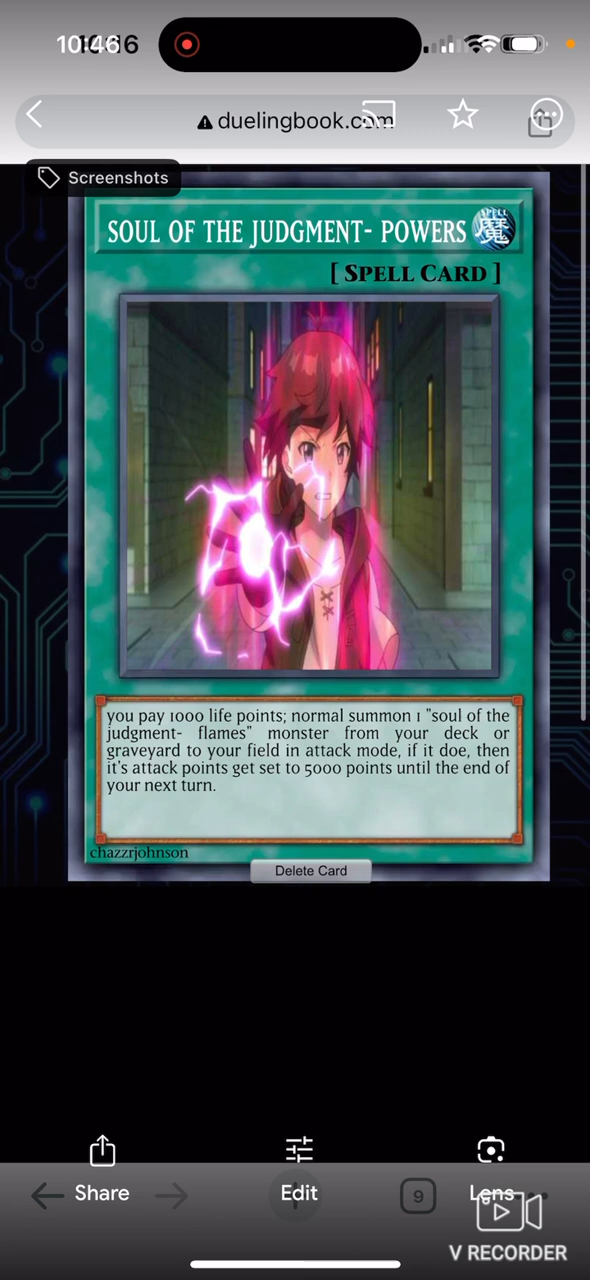 duelingbook.com
Screenshots
SOUL OF THE JUDGMENT- POWERS
SPELL
魔
[ SPELL CARD ]
you pay 1000 life points; normal summon 1 "soul of the
judgment- flames" monster from your deck or
graveyard to your field in attack mode, if it doe, then
it's attack points get set to 5000 points until the end of
your next turn.
chazzrjohnson
Delete Card
Share
Edit
9
Lens
V RECORDER